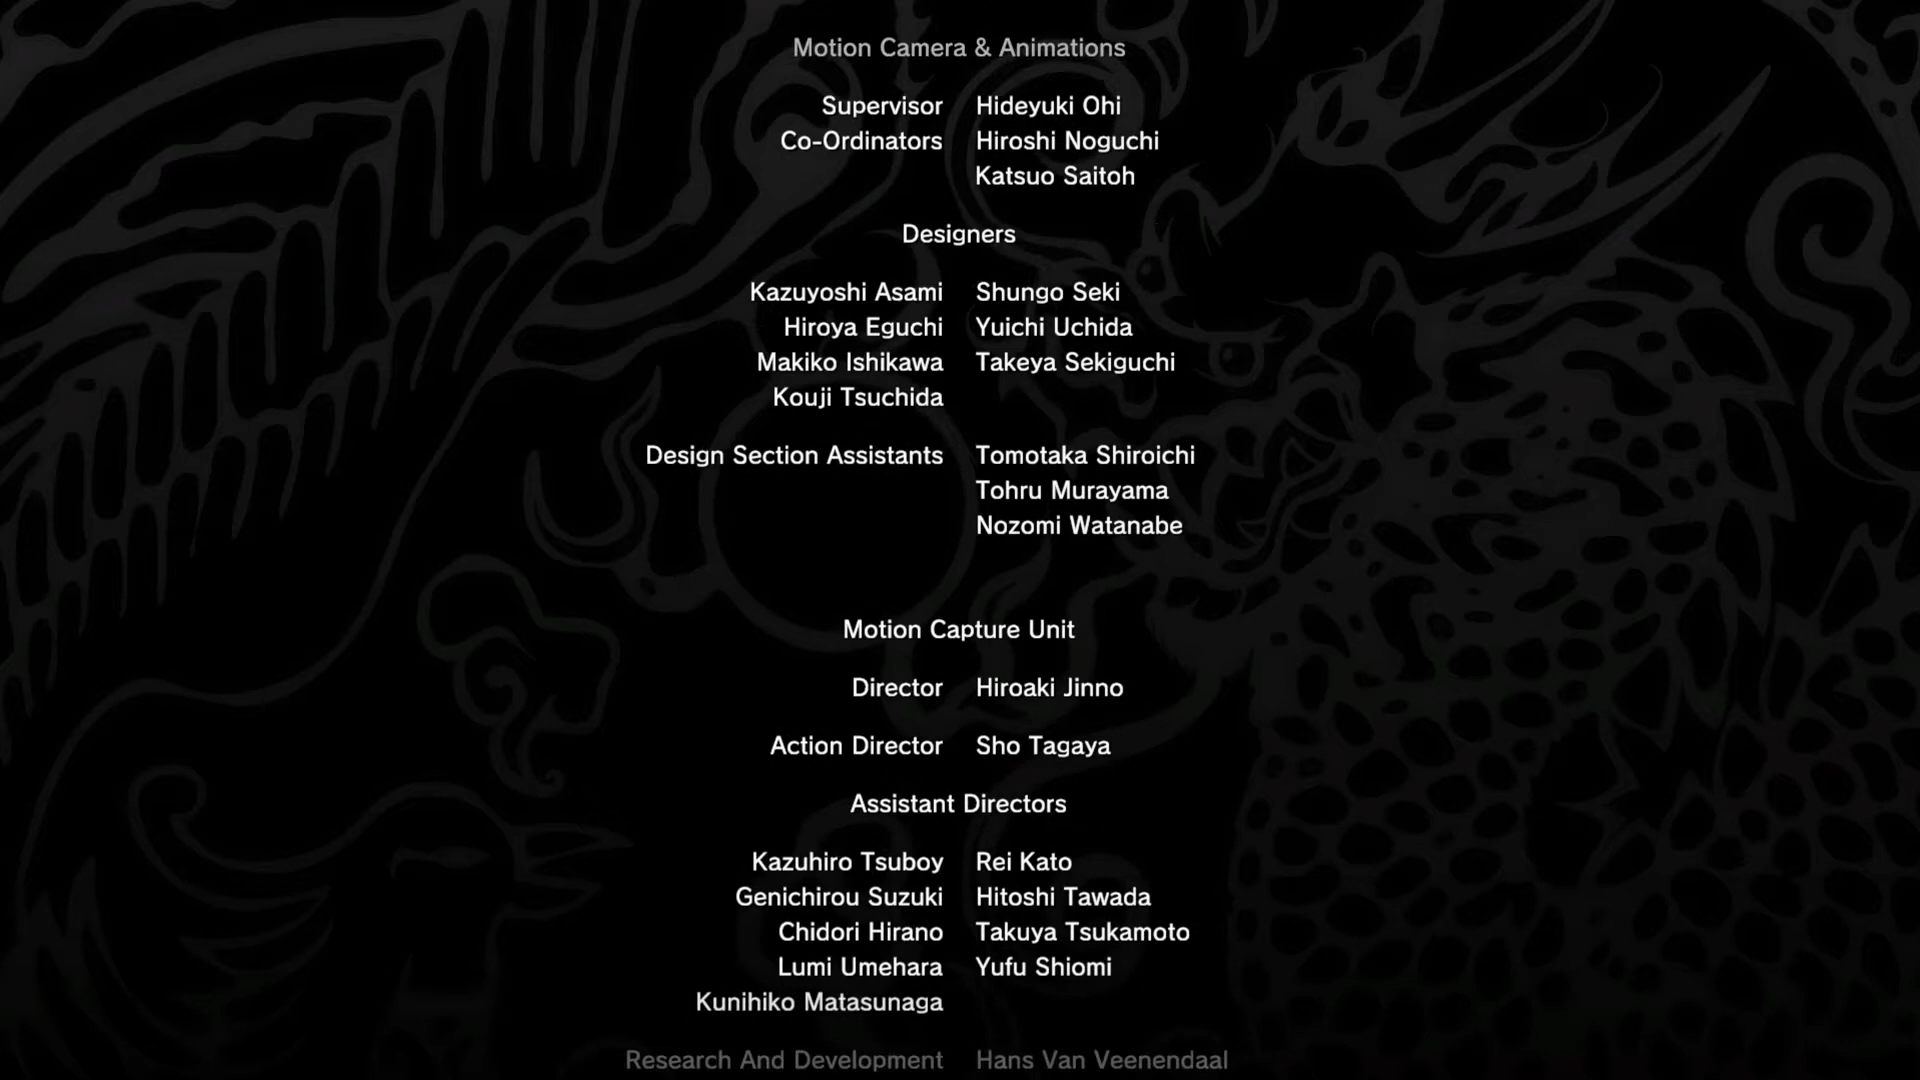 Motion Camera & Animations
Supervisor Hideyuki Ohi
Co-Ordinators Hiroshi Noguchi
Katsuo Saitoh
Designers
Kazuyoshi Asami Shungo Seki
Hiroya Eguchi Yuichi Uchida
Makiko Ishikawa Takeya Sekiguchi
Kouji Tsuchida
Design Section Assistants Tomotaka Shiroichi
Tohru Murayama
Nozomi Watanabe
Motion Capture Unit
Director Hiroaki Jinno
Action Director Sho Tagaya
Assistant Directors
Kazuhiro Tsuboy Rei Kato
Genichirou Suzuki Hitoshi Tawada
Chidori Hirano Takuya Tsukamoto
Lumi Umehara Yufu Shiomi
Kunihiko Matasunaga
Research And Development Hans Van Veenendaal